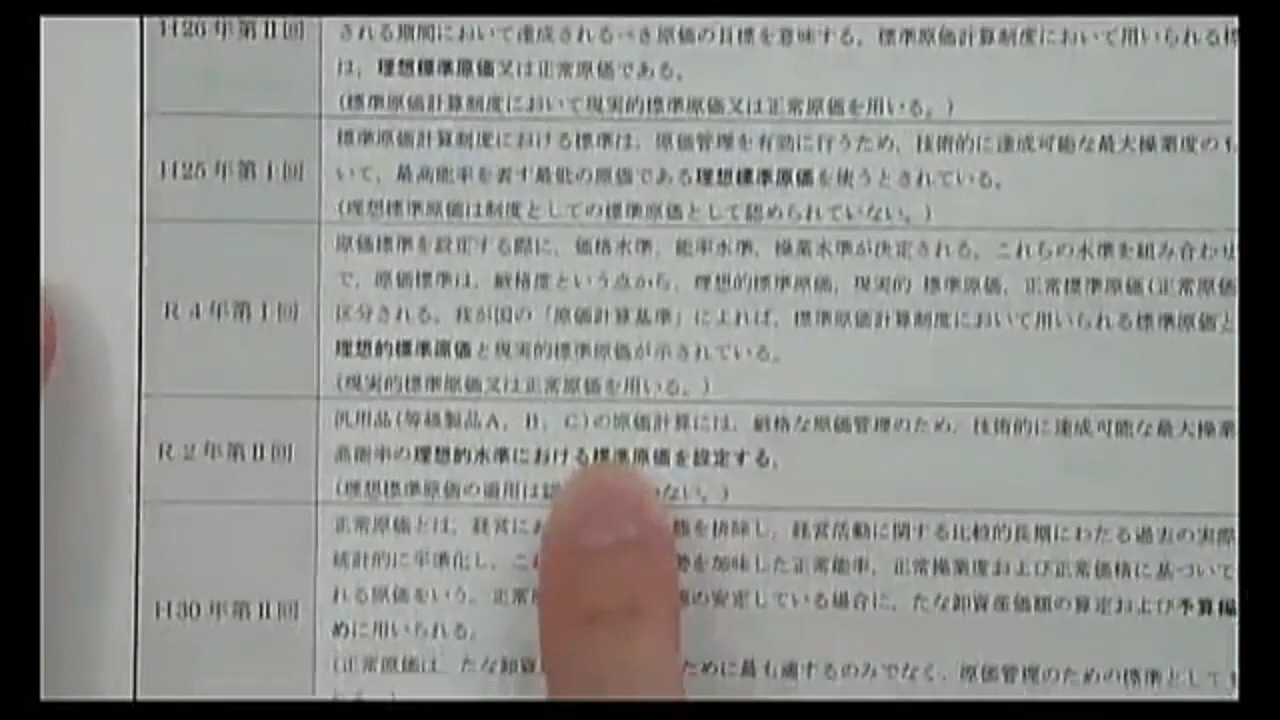 H26年第II回
される期間において達成されるべき原価の目標を意味する。標準原価計算制度において用いられる
は、理想標準原価又は正常原価である。
(標準原価計算制度において現実的標準原価又は正常原価を用いる。)
H25年第I回
標準原価計算制度における標準は、原価管理を有効に行うため、技術的に達成可能な最大操業度の
いて、最高能率を表す最低の原価である理想標準原価を使うとされている。
(理想標準原価は制度としての標準原価として認められていない。)
R4年第I回
原価標準を設定する際に、価格水準、能率水準、操業水準が決定される。これらの水準を組み合わせ
で、原価標準は、厳格度という点から、理想的標準原価、現実的 標準原価、正常標準原価(正常原価
区分される。我が国の「原価計算基準」によれば、標準原価計算制度において用いられる標準原価と
理想的標準原価と現実的標準原価が示されている。
(現実的標準原価又は正常原価を用いる。)
R2年第II回
汎用品(等級製品A、B、C)の原価計算には、厳格な原価管理のため、技術的に達成可能な最大操業
高能率の理想的水準における標準原価を設定する。
(理想標準原価の適用は ない。)
H30年第II回
正常原価とは、経営に を排除し、経営活動に関する比較的長期にわたる過去の実際
統計的に平準化し、 を加味した正常能率、正常操業度および正常価格に基づいて
れる原価をいう。正常 の安定している場合に、たな卸資産価額の算定および予算編
めに用いられる。
(正常原価は、たな卸資 ために最も適するのみでなく、原価管理のための標準として